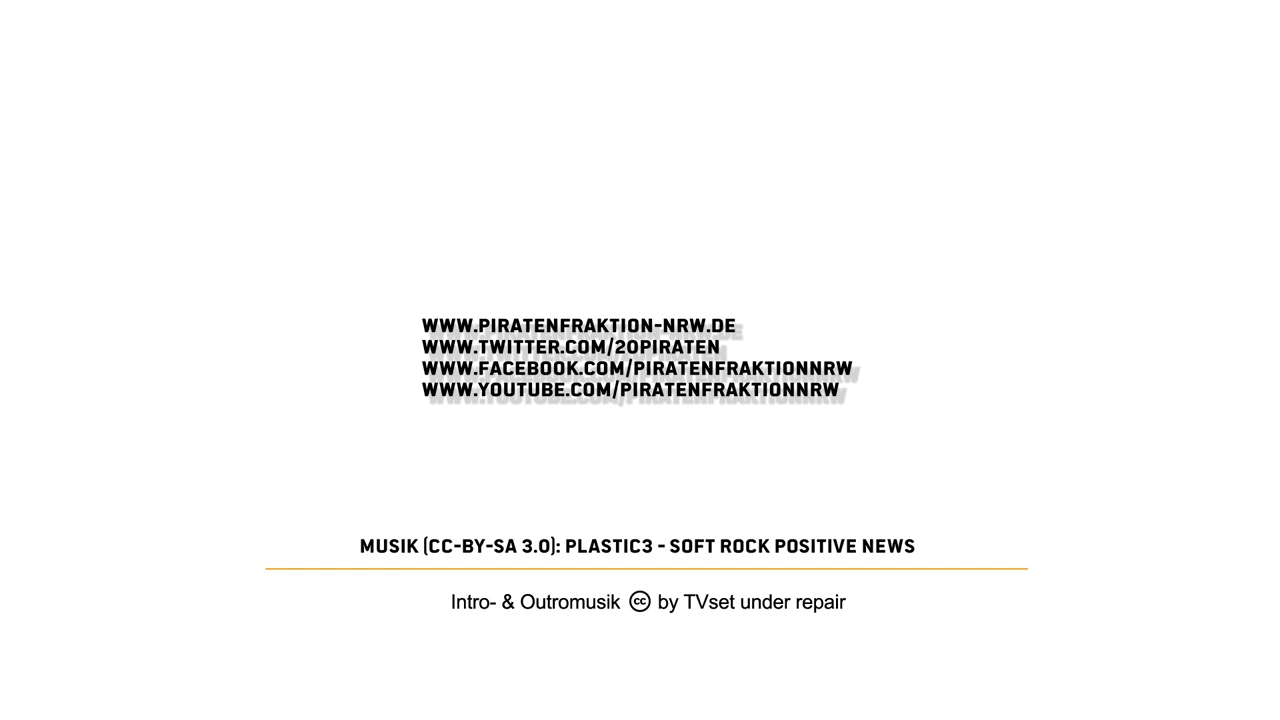 WWW.PIRATENFRAKTION-NRW.DE
WWW.TWITTER.COM/20PIRATEN
WWW.FACEBOOK.COM/PIRATENFRAKTIONNRW
WWW.YOUTUBE.COM/PIRATENFRAKTIONNRW
MUSIK (CC-BY-SA 3.0): PLASTIC3 - SOFT ROCK POSITIVE NEWS
Intro- & Outromusik cc by TVset under repair